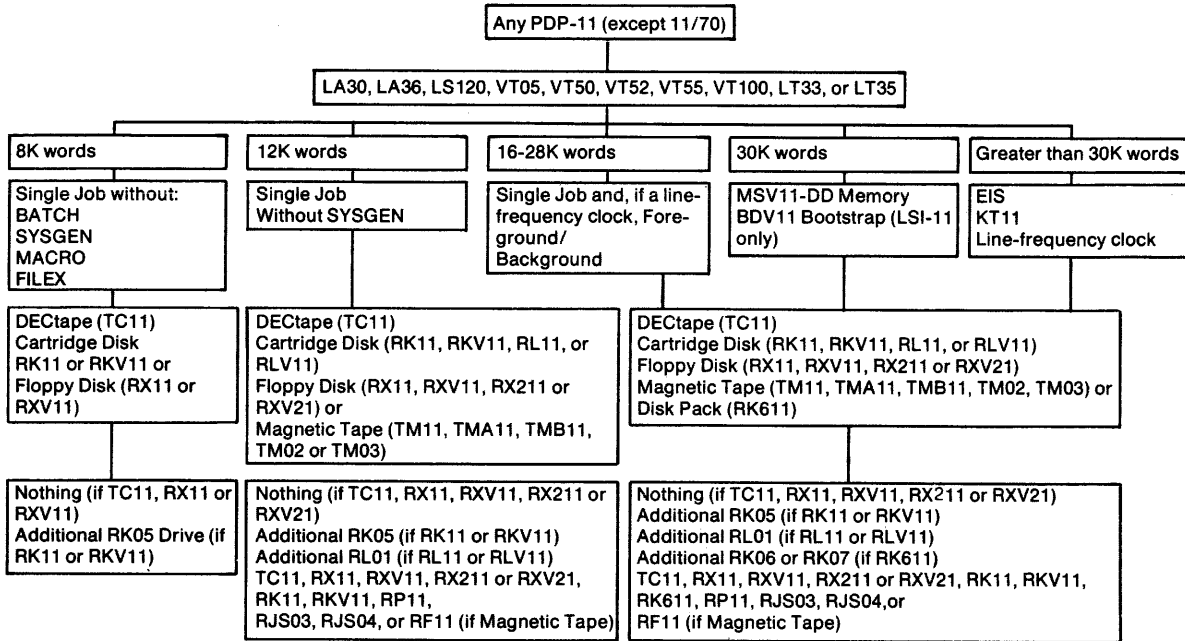 Any PDP-11 (except 11/70)
LA30, LA36, LS120, VT05, VT50, VT52, VT55, VT100, LT33, or LT35
8K words
12K words
16-28K words
30K words
Greater than 30K words
Single Job without:
BATCH
SYSGEN
MACRO
FILEX
Single Job
Without SYSGEN
Single Job and, if a line-
frequency clock, Fore-
ground/
Background
MSV11-DD Memory
BDV11 Bootstrap (LSI-11
only)
EIS
KT11
Line-frequency clock
DECtape (TC11)
Cartridge Disk
RK11 or RKV11 or
Floppy Disk (RX11 or
RXV11)
DECtape (TC11)
Cartridge Disk (RK11, RKV11, RL11, or
RLV11)
Floppy Disk (RX11, RXV11, RX211 or
RXV21) or
Magnetic Tape (TM11, TMA11, TMB11,
TM02 or TM03)
DECtape (TC11)
Cartridge Disk (RK11, RKV11, RL11, or RLV11)
Floppy Disk (RX11, RXV11, RX211 or RXV21)
Magnetic Tape (TM11, TMA11, TMB11, TM02, TM03) or
Disk Pack (RK611)
Nothing (if TC11, RX11 or
RXV11)
Additional RK05 Drive (if
RK11 or RKV11)
Nothing (if TC11, RX11, RXV11, RX211 or
RXV21)
Additional RK05 (if RK11 or RKV11)
Additional RL01 (if RL11 or RLV11)
TC11, RX11, RXV11, RX211 or RXV21,
RK11, RKV11, RP11,
RJS03, RJS04, or RF11 (if Magnetic Tape)
Nothing (if TC11, RX11, RXV11, RX211 or RXV21)
Additional RK05 (if RK11 or RKV11)
Additional RL01 (if RL11 or RLV11)
Additional RK06 or RK07 (if RK611)
TC11, RX11, RXV11, RX211 or RXV21, RK11, RKV11,
RK611, RP11, RJS03, RJS04,or
RF11 (if Magnetic Tape)